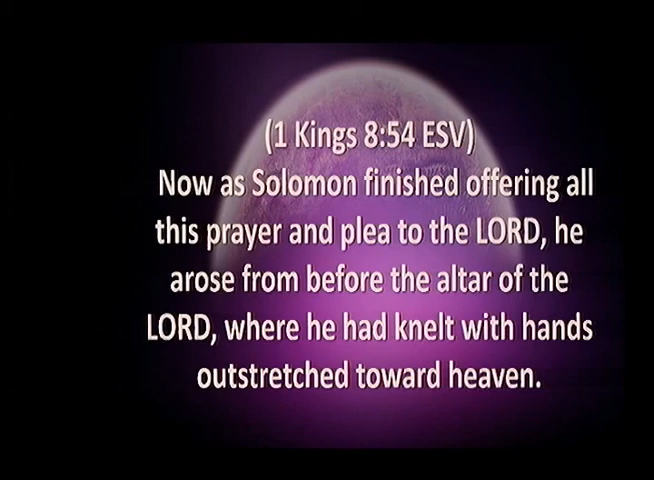 (1 Kings 8:54 ESV)
Now as Solomon finished offering all
this prayer and plea to the LORD, he
arose from before the altar of the
LORD, where he had knelt with hands
outstretched toward heaven.